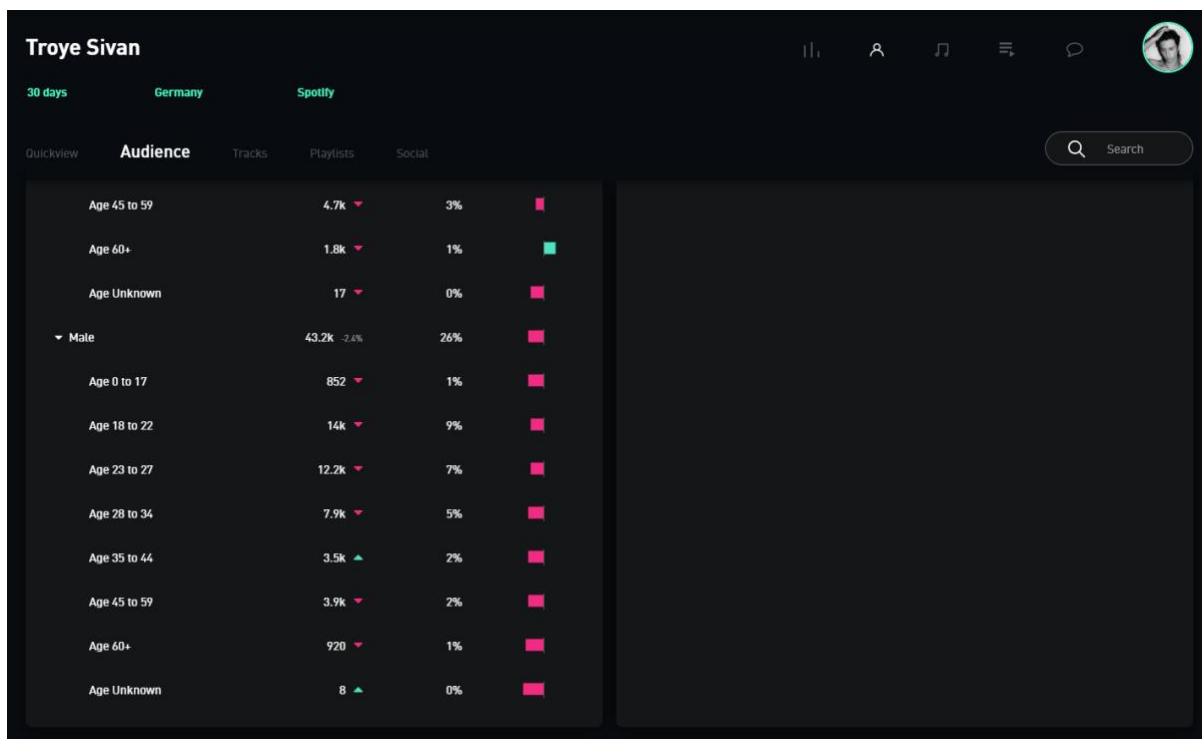 Troye Sivan
30 days Germany Spotify
Quickview Audience Tracks Playlists Social Search
Age 45 to 59 4.7k 3%
Age 60+ 1.8k 1%
Age Unknown 17 0%
Male 43.2k -2.4% 26%
Age 0 to 17 852 1%
Age 18 to 22 14k 9%
Age 23 to 27 12.2k 7%
Age 28 to 34 7.9k 5%
Age 35 to 44 3.5k 2%
Age 45 to 59 3.9k 2%
Age 60+ 920 1%
Age Unknown 8 0%